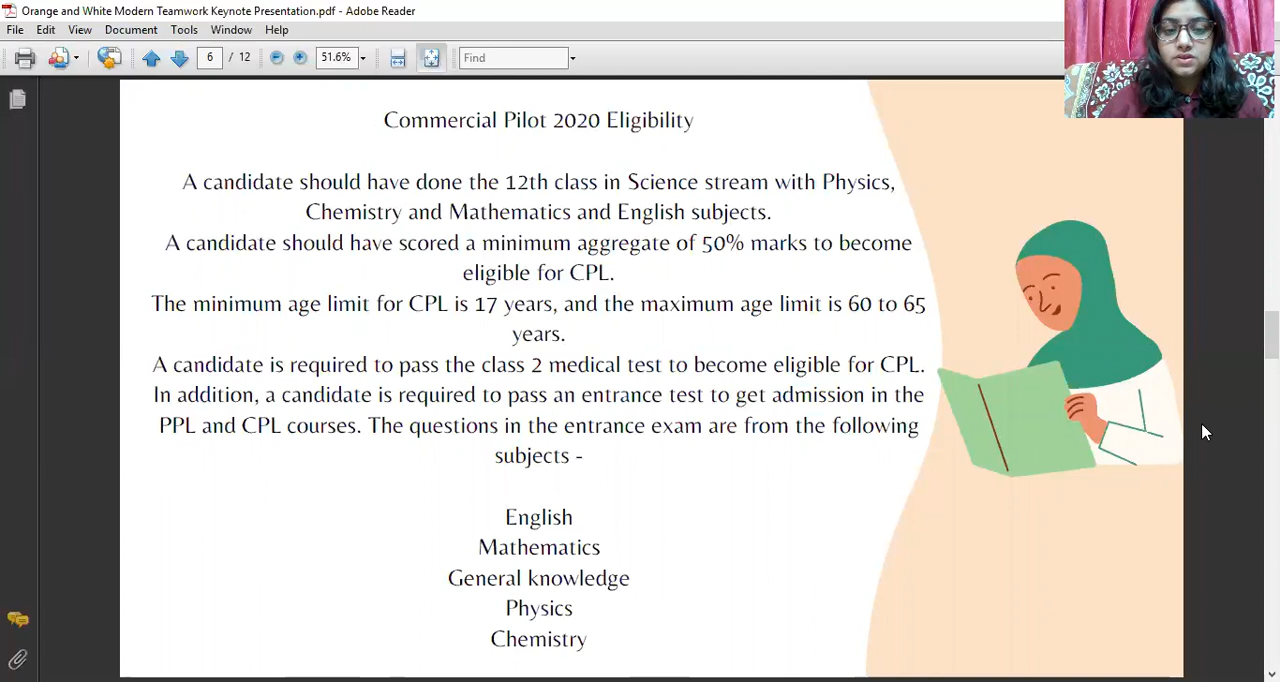 Orange and White Modern Teamwork Keynote Presentation.pdf - Adobe Reader
File Edit View Document Tools Window Help
6 / 12 51.6% Find
Commercial Pilot 2020 Eligibility
A candidate should have done the 12th class in Science stream with Physics,
Chemistry and Mathematics and English subjects.
A candidate should have scored a minimum aggregate of 50% marks to become
eligible for CPL.
The minimum age limit for CPL is 17 years, and the maximum age limit is 60 to 65
years.
A candidate is required to pass the class 2 medical test to become eligible for CPL.
In addition, a candidate is required to pass an entrance test to get admission in the
PPL and CPL courses. The questions in the entrance exam are from the following
subjects -
English
Mathematics
General knowledge
Physics
Chemistry